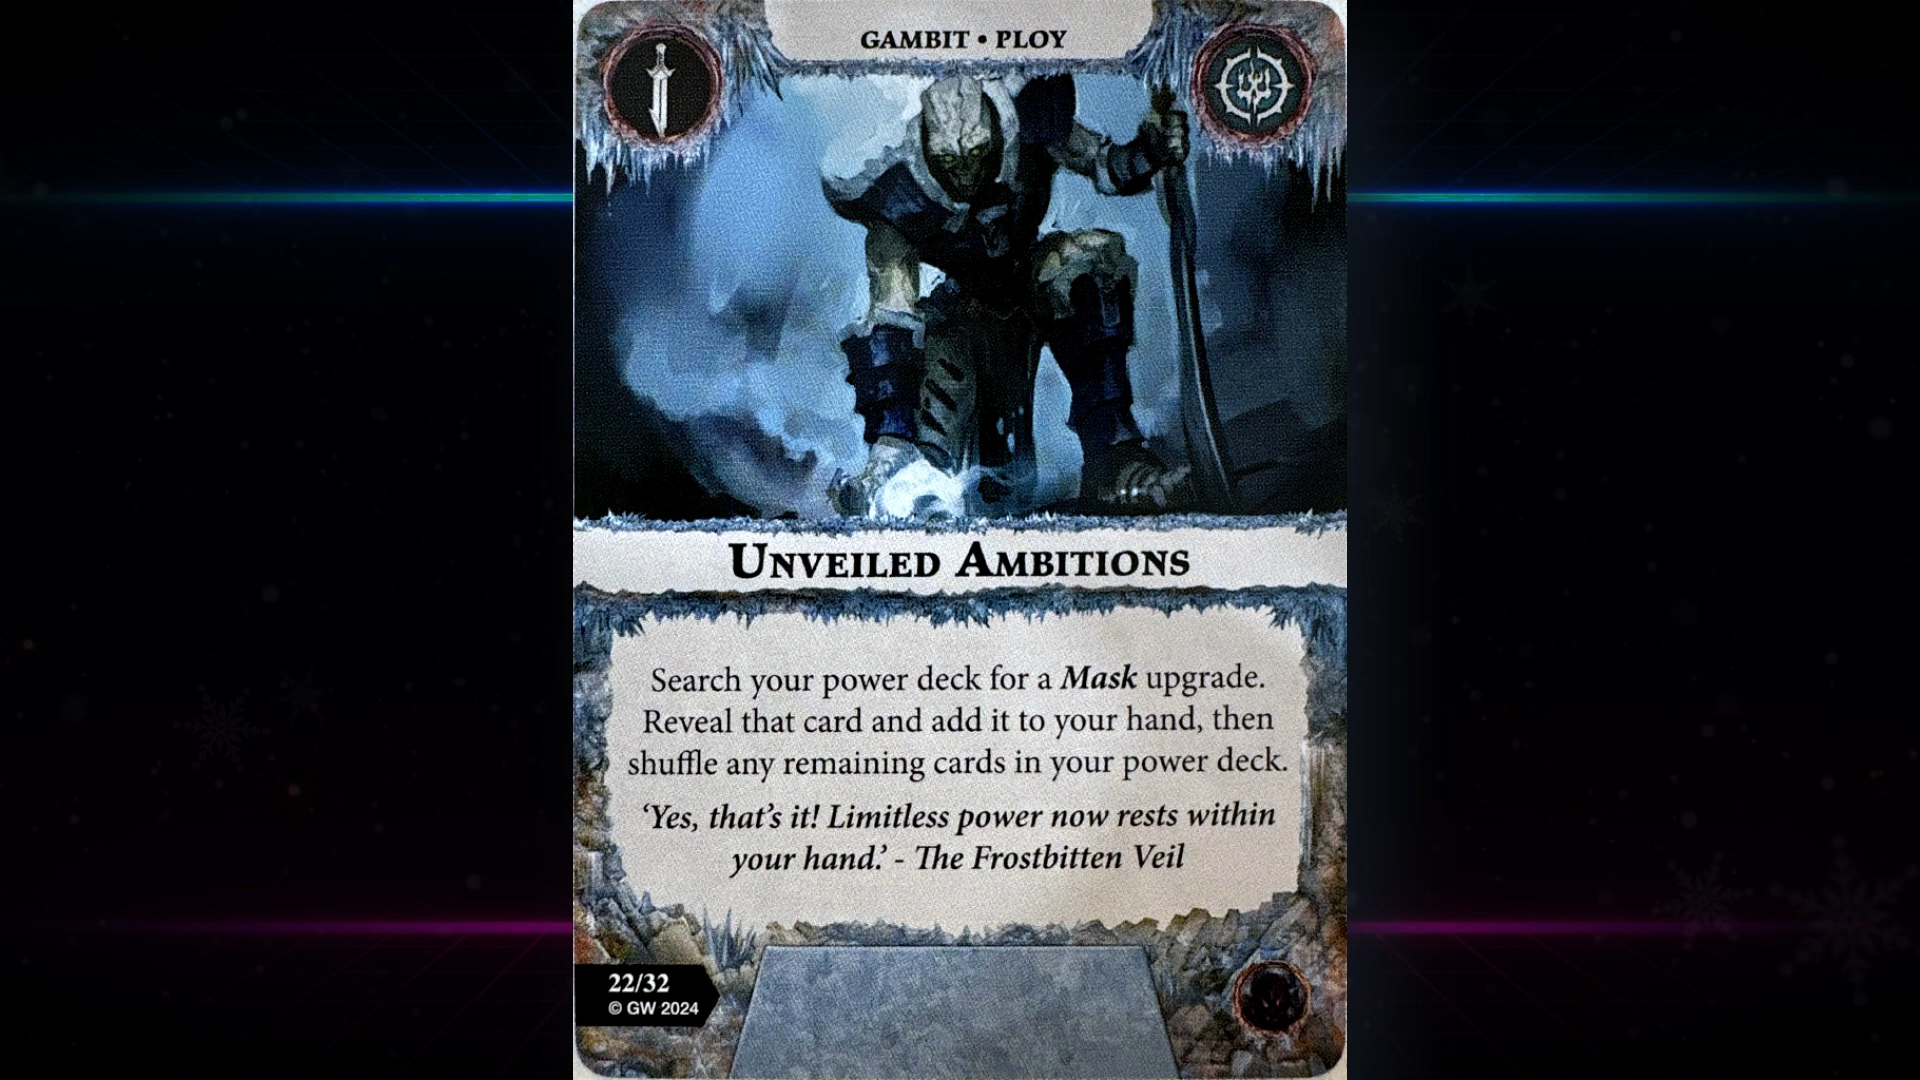 GAMBIT • PLOY
UNVEILED AMBITIONS
Search your power deck for a Mask upgrade.
Reveal that card and add it to your hand, then
shuffle any remaining cards in your power deck.
‘Yes, that’s it! Limitless power now rests within
your hand.’ - The Frostbitten Veil
22/32
© GW 2024